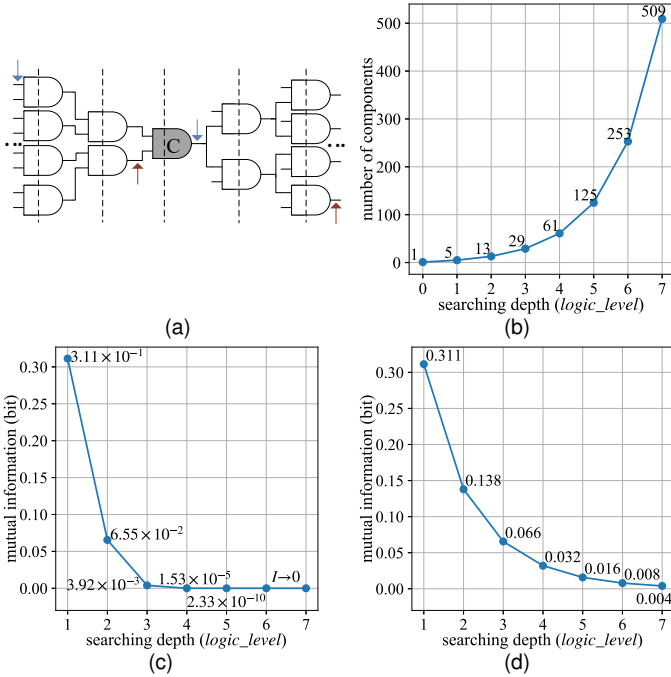 C
(a)
number of components
500
400
300
200
100
0
1
5
13
29
61
125
253
509
0 1 2 3 4 5 6 7
searching depth (logic_level)
(b)
mutual information (bit)
0.30
0.25
0.20
0.15
0.10
0.05
0.00
3.11×10⁻¹
6.55×10⁻²
3.92×10⁻³
1.53×10⁻⁵
2.33×10⁻¹⁰
I→0
1 2 3 4 5 6 7
searching depth (logic_level)
(c)
mutual information (bit)
0.30
0.25
0.20
0.15
0.10
0.05
0.00
0.311
0.138
0.066
0.032
0.016
0.008
0.004
1 2 3 4 5 6 7
searching depth (logic_level)
(d)